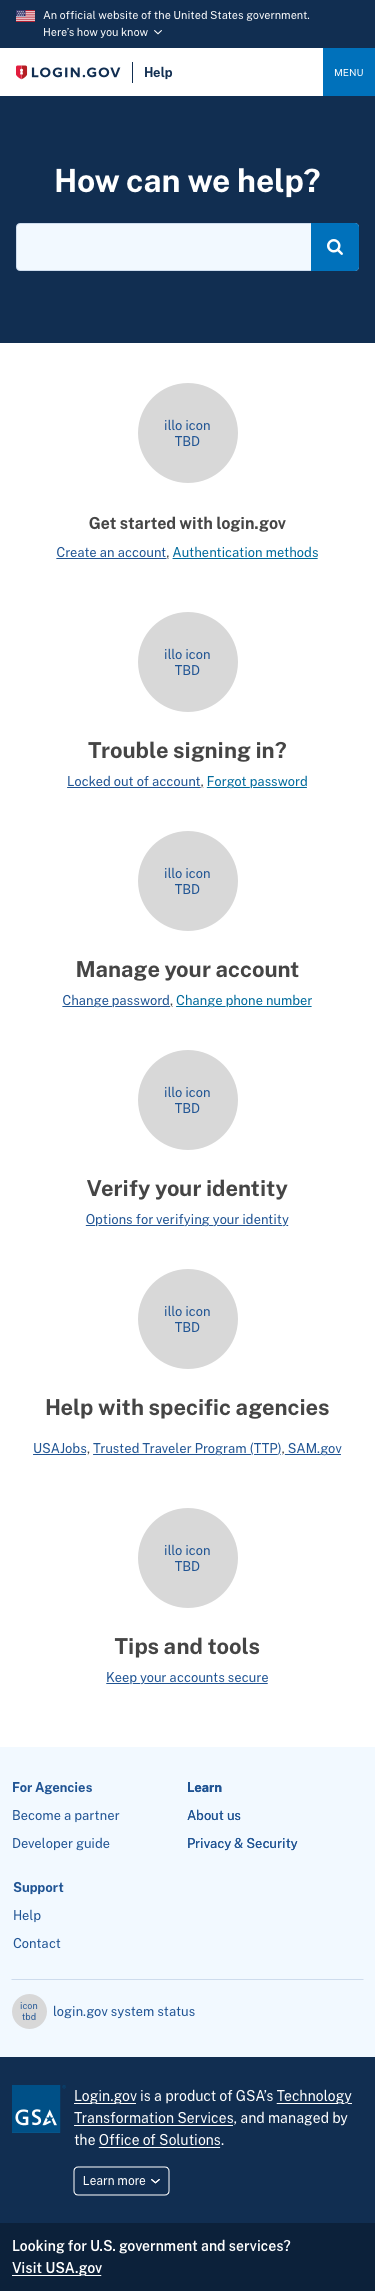 An official website of the United States government.
Here's how you know
LOGIN.GOV Help MENU
How can we help?
illo icon
TBD
Get started with login.gov
Create an account, Authentication methods
illo icon
TBD
Trouble signing in?
Locked out of account, Forgot password
illo icon
TBD
Manage your account
Change password, Change phone number
illo icon
TBD
Verify your identity
Options for verifying your identity
illo icon
TBD
Help with specific agencies
USAJobs, Trusted Traveler Program (TTP), SAM.gov
illo icon
TBD
Tips and tools
Keep your accounts secure
For Agencies
Become a partner
Developer guide
Learn
About us
Privacy & Security
Support
Help
Contact
icon
tbd
login.gov system status
GSA
Login.gov is a product of GSA's Technology
Transformation Services, and managed by
the Office of Solutions.
Learn more
Looking for U.S. government and services?
Visit USA.gov